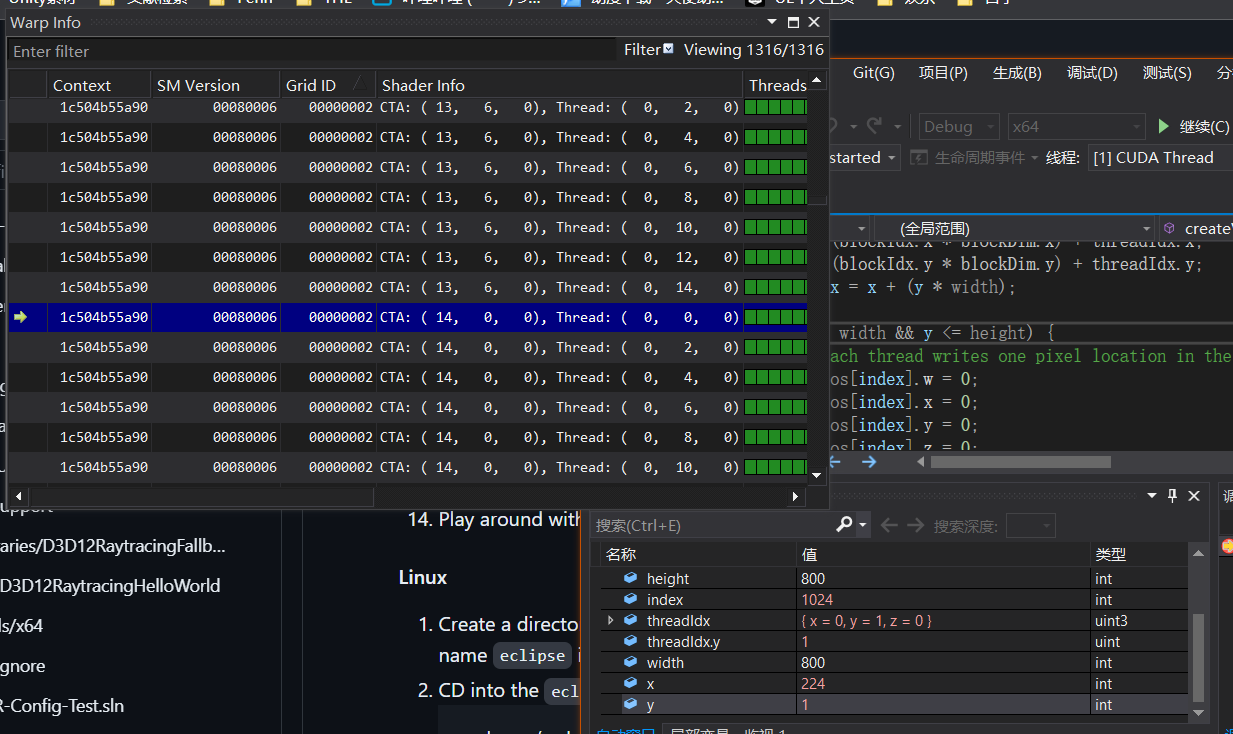 Warp Info
Enter filter
Filter Viewing 1316/1316
Context SM Version Grid ID Shader Info Threads
1c504b55a90 00080006 00000002 CTA: ( 13, 6, 0), Thread: ( 0, 2, 0)
1c504b55a90 00080006 00000002 CTA: ( 13, 6, 0), Thread: ( 0, 4, 0)
1c504b55a90 00080006 00000002 CTA: ( 13, 6, 0), Thread: ( 0, 6, 0)
1c504b55a90 00080006 00000002 CTA: ( 13, 6, 0), Thread: ( 0, 8, 0)
1c504b55a90 00080006 00000002 CTA: ( 13, 6, 0), Thread: ( 0, 10, 0)
1c504b55a90 00080006 00000002 CTA: ( 13, 6, 0), Thread: ( 0, 12, 0)
1c504b55a90 00080006 00000002 CTA: ( 13, 6, 0), Thread: ( 0, 14, 0)
1c504b55a90 00080006 00000002 CTA: ( 14, 0, 0), Thread: ( 0, 0, 0)
1c504b55a90 00080006 00000002 CTA: ( 14, 0, 0), Thread: ( 0, 2, 0)
1c504b55a90 00080006 00000002 CTA: ( 14, 0, 0), Thread: ( 0, 4, 0)
1c504b55a90 00080006 00000002 CTA: ( 14, 0, 0), Thread: ( 0, 6, 0)
1c504b55a90 00080006 00000002 CTA: ( 14, 0, 0), Thread: ( 0, 8, 0)
1c504b55a90 00080006 00000002 CTA: ( 14, 0, 0), Thread: ( 0, 10, 0)
Git(G) 项目(P) 生成(B) 调试(D) 测试(S) 分
Debug x64 继续(C)
started 生命周期事件 线程: [1] CUDA Thread
(全局范围) create
(blockIdx.x * blockDim.x) + threadIdx.x;
(blockIdx.y * blockDim.y) + threadIdx.y;
x = x + (y * width);
width && y <= height) {
ach thread writes one pixel location in the
os[index].w = 0;
os[index].x = 0;
os[index].y = 0;
os[index].z = 0;
raries/D3D12RaytracingFallb...
D3D12RaytracingHelloWorld
ls/x64
gnore
R-Config-Test.sln
14. Play around with
Linux
1. Create a directo
name eclipse
2. CD into the ecl
搜索(Ctrl+E) 搜索深度:
名称 值 类型
height 800 int
index 1024 int
threadIdx { x = 0, y = 1, z = 0 } uint3
threadIdx.y 1 uint
width 800 int
x 224 int
y 1 int
自动窗口 局部变量 监视 1